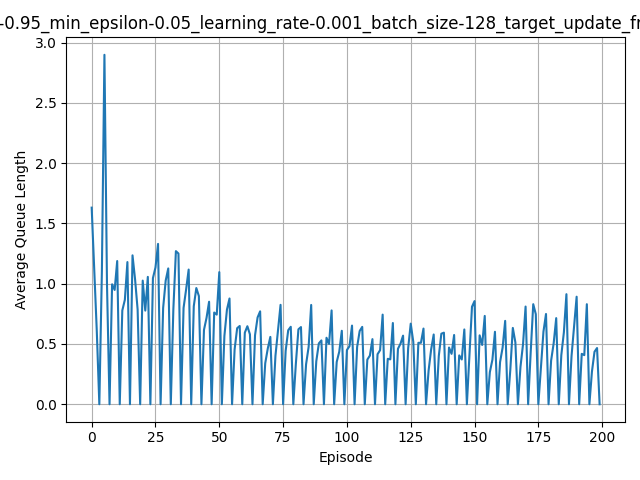 -0.95_min_epsilon-0.05_learning_rate-0.001_batch_size-128_target_update_fr
3.0
2.5
2.0
1.5
1.0
0.5
0.0
Average Queue Length
0 25 50 75 100 125 150 175 200
Episode